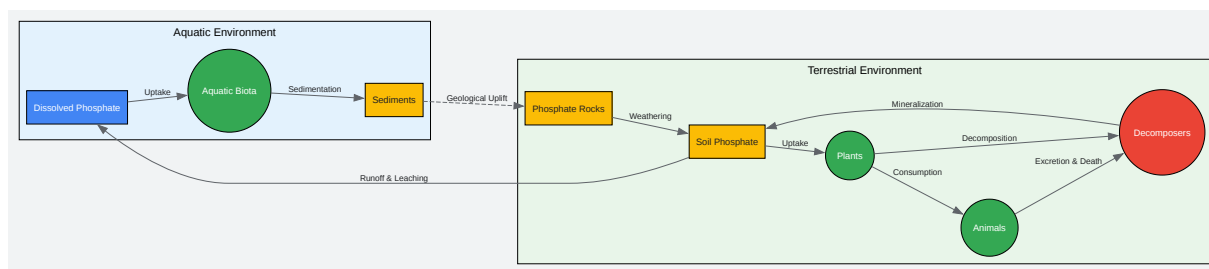 Aquatic Environment
Dissolved Phosphate
Uptake
Aquatic Biota
Sedimentation
Sediments
Geological Uplift
Terrestrial Environment
Phosphate Rocks
Weathering
Soil Phosphate
Uptake
Plants
Mineralization
Decomposition
Consumption
Excretion & Death
Animals
Decomposers
Runoff & Leaching